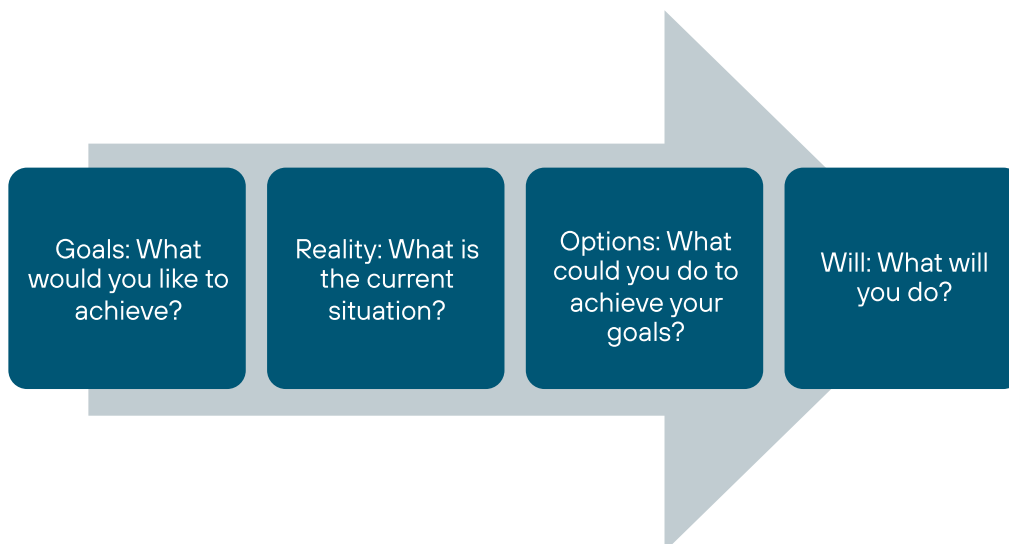 Goals: What
would you like to
achieve?
Reality: What is
the current
situation?
Options: What
could you do to
achieve your
goals?
Will: What will
you do?